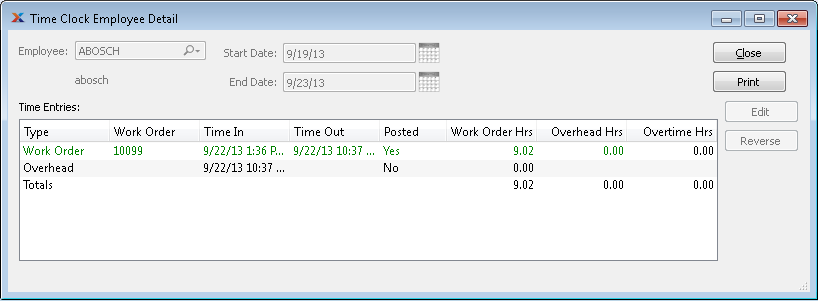 Time Clock Employee Detail
Employee: ABOSCH Start Date: 9/19/13 Close
abosch End Date: 9/23/13 Print
Time Entries: Edit
Type Work Order Time In Time Out Posted Work Order Hrs Overhead Hrs Overtime Hrs
Work Order 10099 9/22/13 1:36 P... 9/22/13 10:37 ... Yes 9.02 0.00 0.00 Reverse
Overhead 9/22/13 10:37 ... No 0.00
Totals 9.02 0.00 0.00